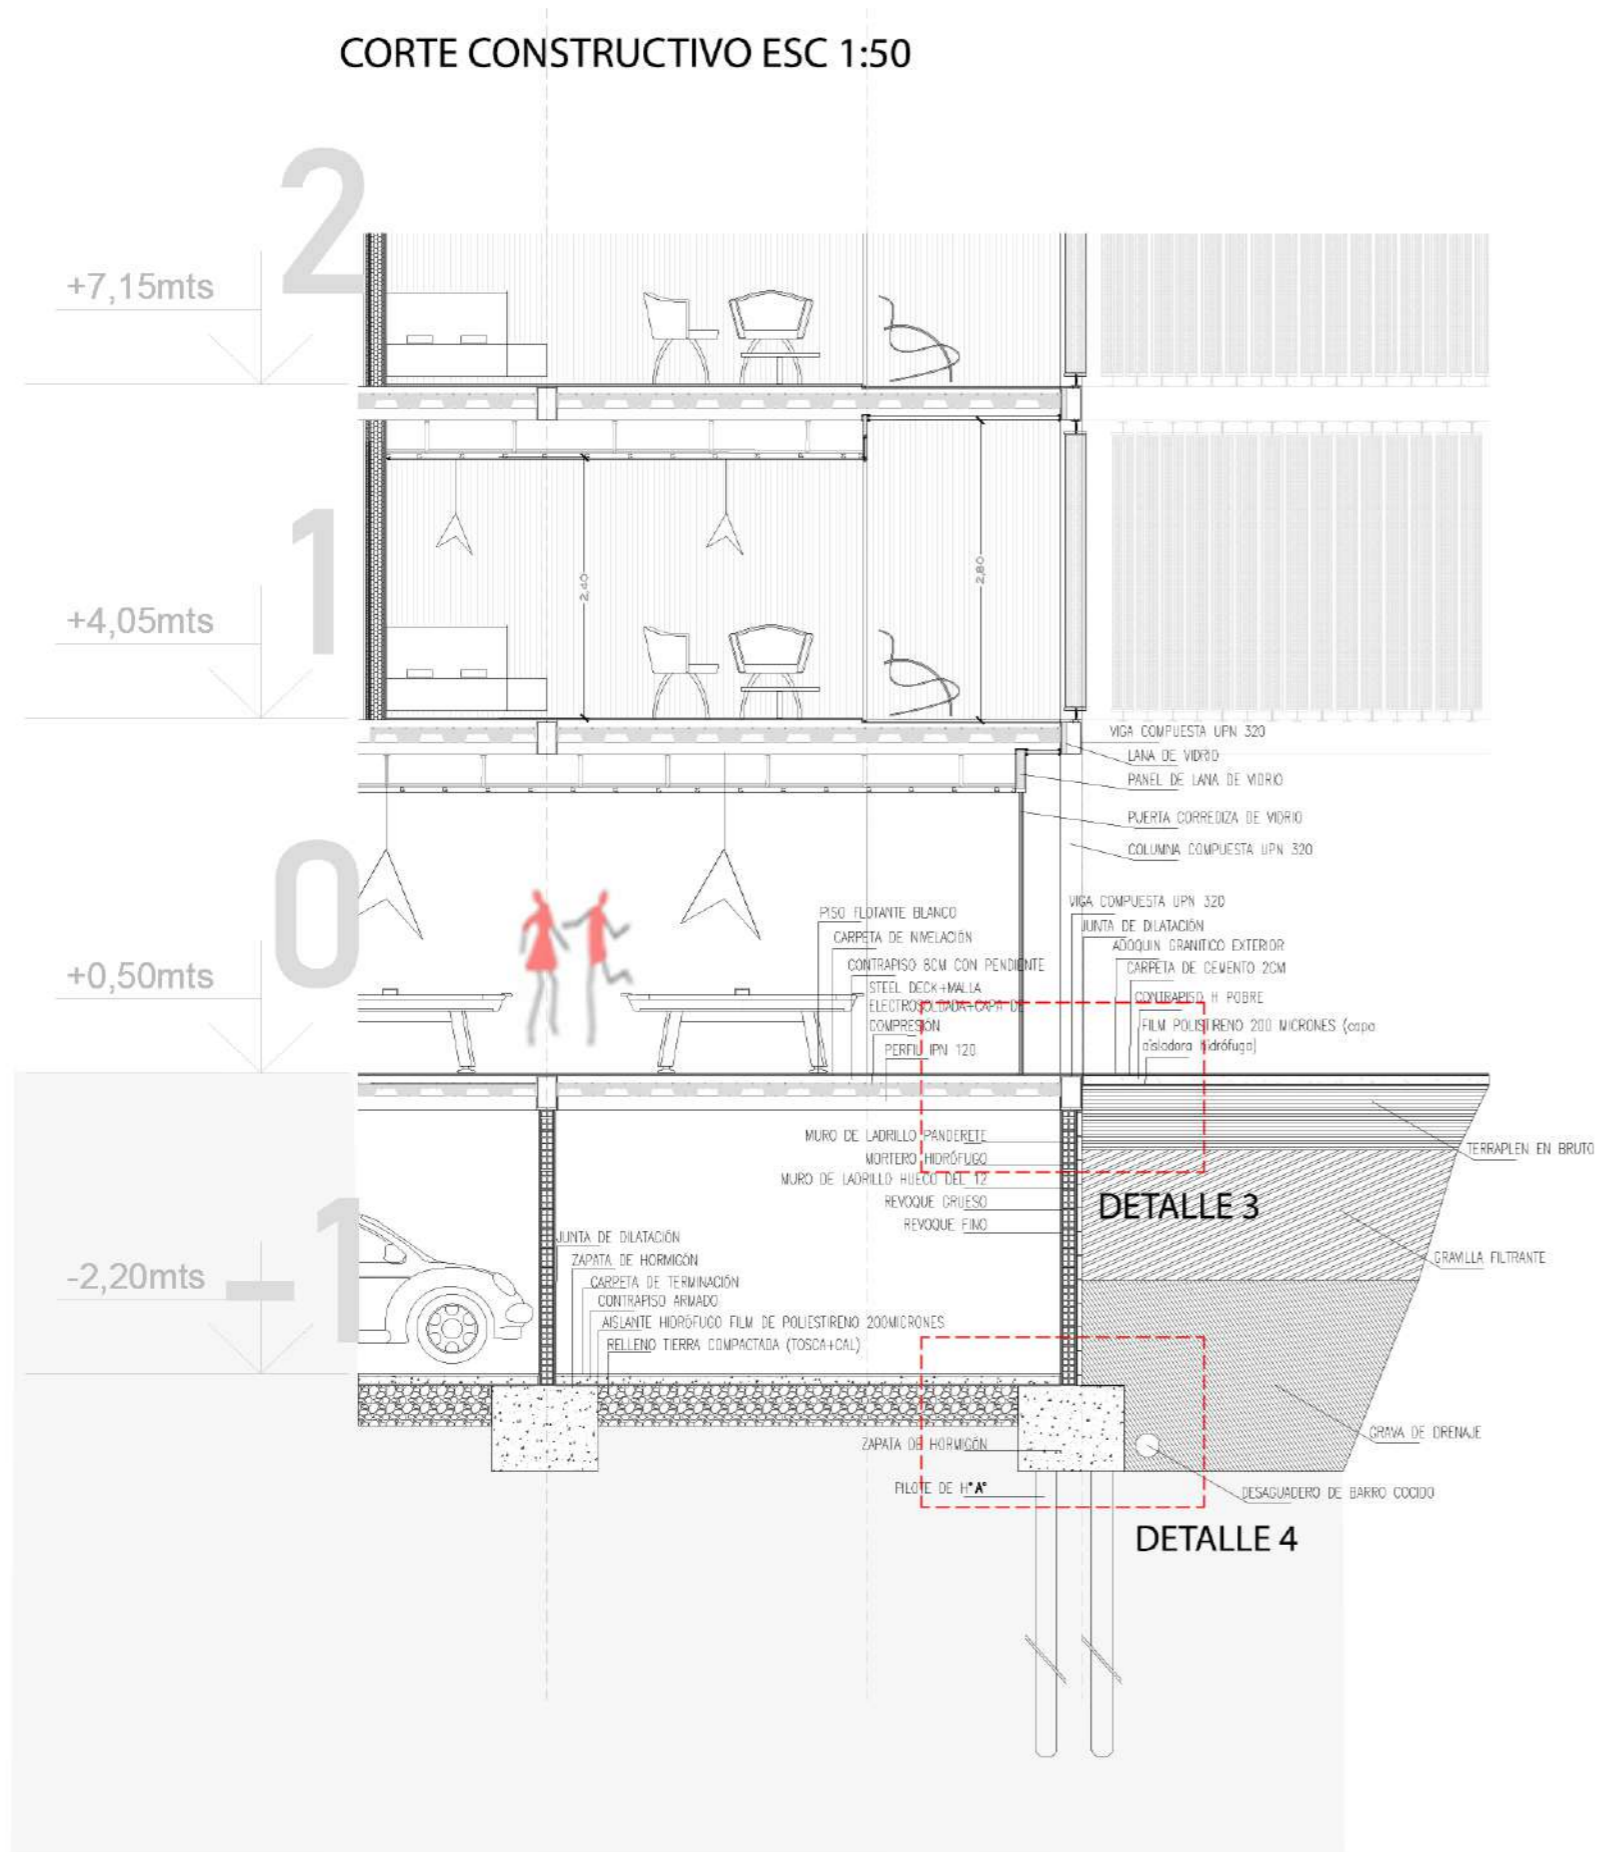 CORTE CONSTRUCTIVO ESC 1:50
2
+7,15mts
1
+4,05mts
2,40
2,80
VIGA COMPUESTA UPN 320
LANA DE VIDRIO
PANEL DE LANA DE VIDRIO
PUERTA CORREDIZA DE VIDRIO
COLUMNA COMPUESTA UPN 320
0
+0,50mts
PISO FLOTANTE BLANCO
CARPETA DE NIVELACIÓN
CONTRAPISO 8CM CON PENDIENTE
STEEL DECK+MALLA
ELECTROSOLDADA+CAPA DE
COMPRESIÓN
PERFIL IPN 120
VIGA COMPUESTA UPN 320
JUNTA DE DILATACIÓN
ADOQUIN GRANITICO EXTERIOR
CARPETA DE CEMENTO 2CM
CONTRAPISO H POBRE
FILM POLISTIRENO 200 MICRONES (capa
aisladora hidrófuga)
MURO DE LADRILLO PANDERETE
MORTERO HIDRÓFUGO
MURO DE LADRILLO HUECO DEL 12
REVOQUE GRUESO
REVOQUE FINO
TERRAPLEN EN BRUTO
DETALLE 3
GRAVILLA FILTRANTE
-1
-2,20mts
JUNTA DE DILATACIÓN
ZAPATA DE HORMIGÓN
CARPETA DE TERMINACIÓN
CONTRAPISO ARMADO
AISLANTE HIDRÓFUGO FILM DE POLIESTIRENO 200MICRONES
RELLENO TIERRA COMPACTADA (TOSCA+CAL)
GRAVA DE DRENAJE
ZAPATA DE HORMIGÓN
PILOTE DE H°A°
DESAGUADERO DE BARRO COCIDO
DETALLE 4